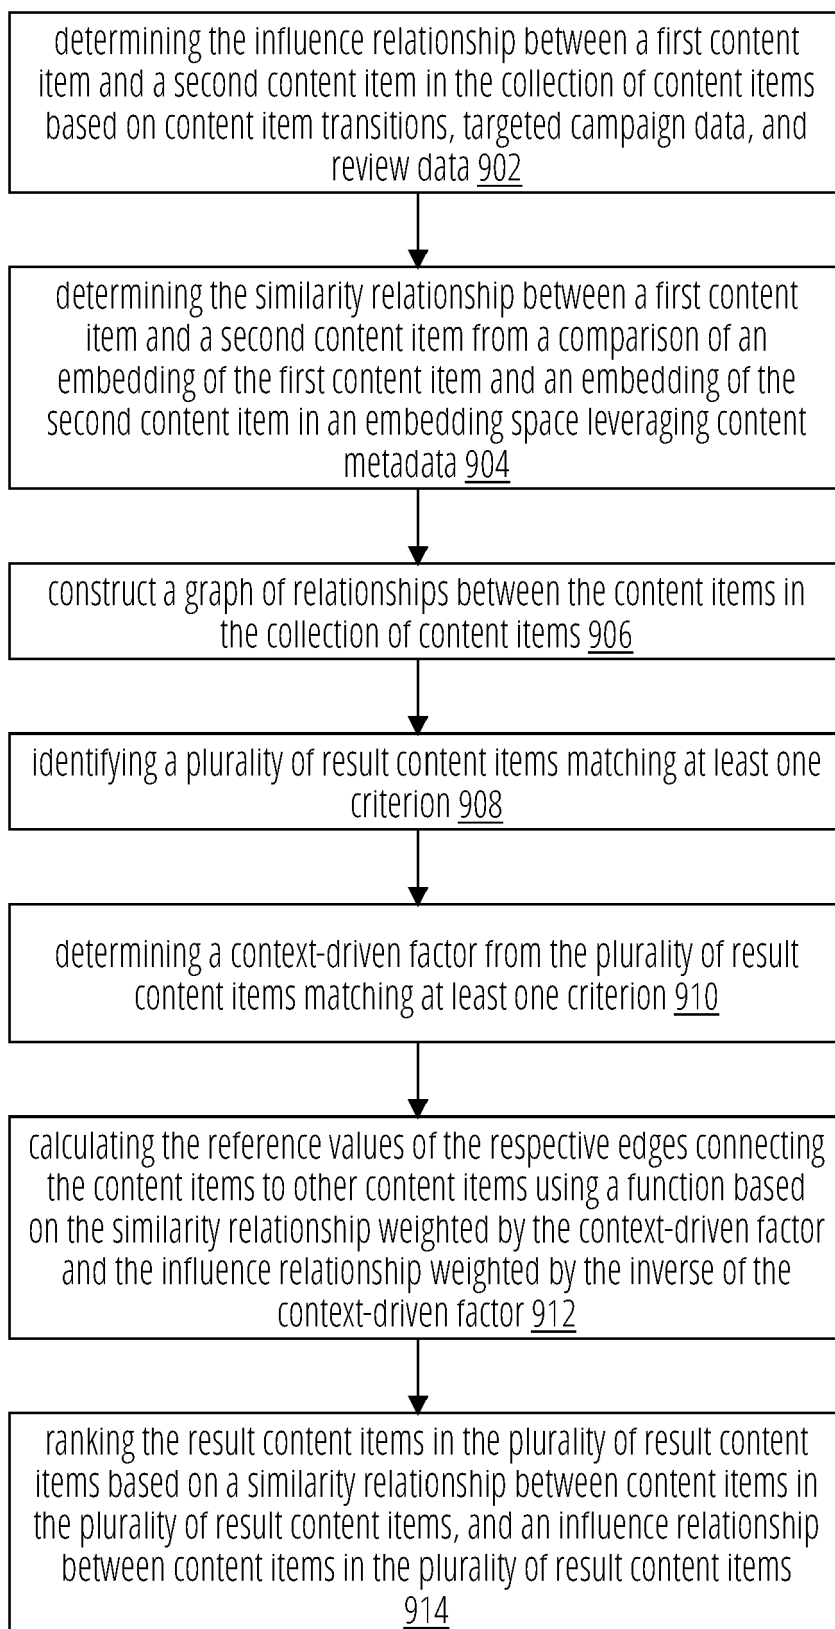 determining the influence relationship between a first content
item and a second content item in the collection of content items
based on content item transitions, targeted campaign data, and
review data 902
determining the similarity relationship between a first content
item and a second content item from a comparison of an
embedding of the first content item and an embedding of the
second content item in an embedding space leveraging content
metadada 904
construct a graph of relationships between the content items in
the collection of content items 906
identifying a plurality of result content items matching at least one
criterion 908
determining a context-driven factor from the plurality of result
content items matching at least one criterion 910
calculating the reference values of the respective edges connecting
the content items to other content items using a function based
on the similarity relationship weighted by the context-driven factor
and the influence relationship weighted by the inverse of the
context-driven factor 912
ranking the result content items in the plurality of result content
items based on a similarity relationship between content items in
the plurality of result content items, and an influence relationship
between content items in the plurality of result content items
914